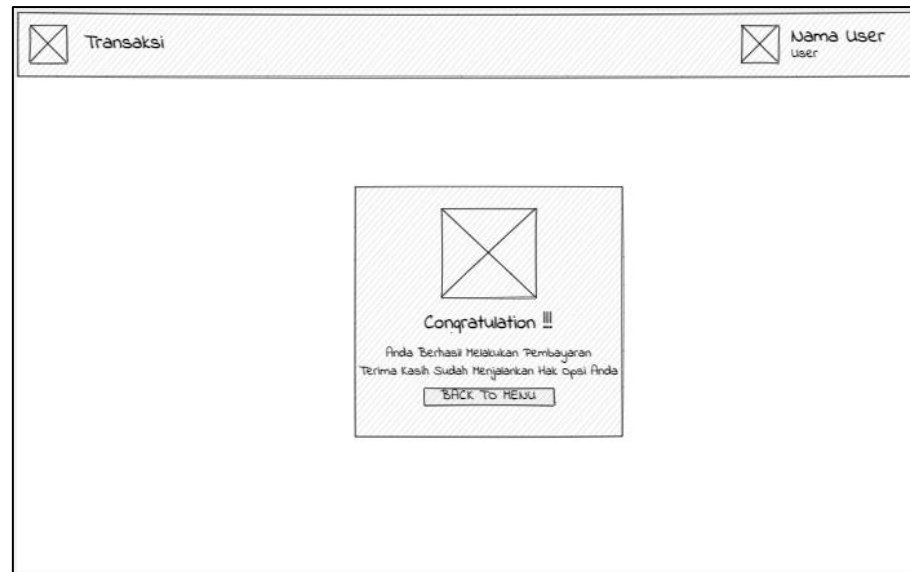 Transaksi
Nama User
User
Congratulation !!!
Anda Berhasil Melakukan Pembayaran
Terima Kasih Sudah Menjalankan Hak Opsi Anda
BACK TO MENU